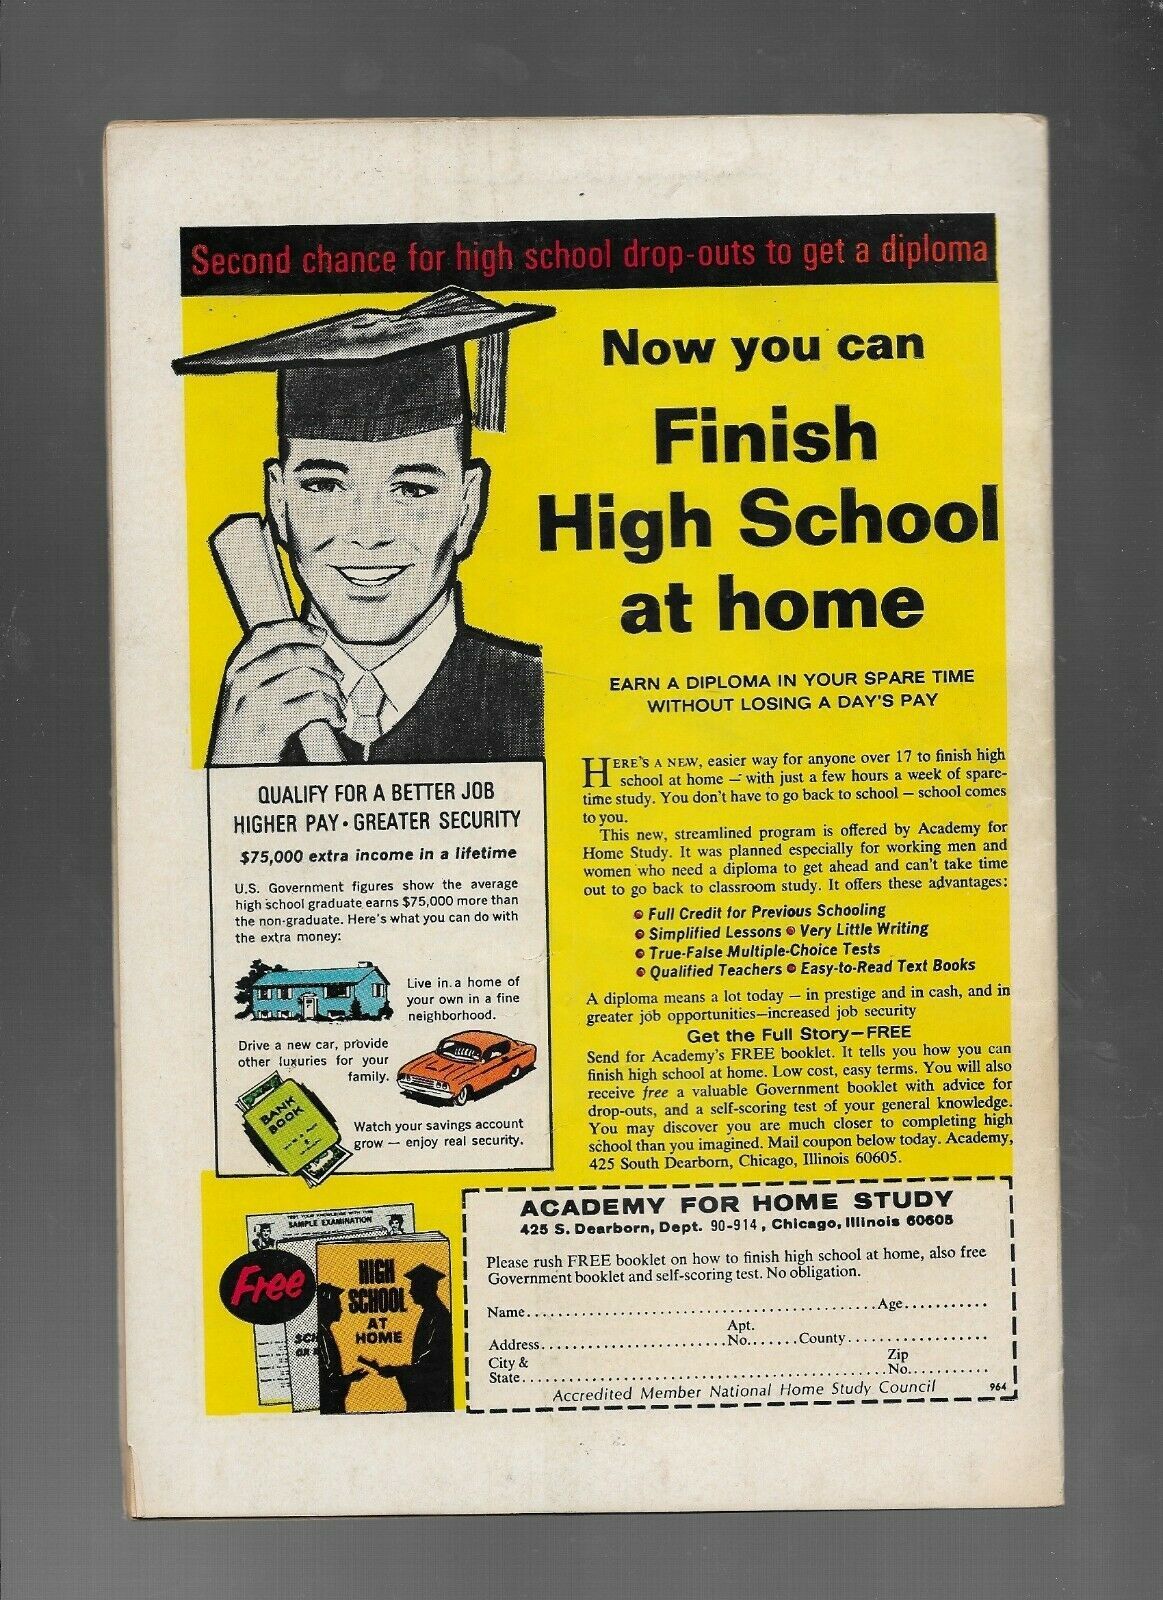 Second chance for high school drop-outs to get a diploma
Now you can
Finish
High School
at home
EARN A DIPLOMA IN YOUR SPARE TIME
WITHOUT LOSING A DAY'S PAY
HERE'S A NEW, easier way for anyone over 17 to finish high
school at home – with just a few hours a week of spare-
time study. You don't have to go back to school – school comes
to you.
This new, streamlined program is offered by Academy for
Home Study. It was planned especially for working men and
women who need a diploma to get ahead and can't take time
out to go back to classroom study. It offers these advantages:
• Full Credit for Previous Schooling
• Simplified Lessons • Very Little Writing
• True-False Multiple-Choice Tests
• Qualified Teachers • Easy-to-Read Text Books
A diploma means a lot today – in prestige and in cash, and in
greater job opportunities—increased job security
Get the Full Story—FREE
Send for Academy's FREE booklet. It tells you how you can
finish high school at home. Low cost, easy terms. You will also
receive free a valuable Government booklet with advice for
drop-outs, and a self-scoring test of your general knowledge.
You may discover you are much closer to completing high
school than you imagined. Mail coupon below today. Academy,
425 South Dearborn, Chicago, Illinois 60605.
QUALIFY FOR A BETTER JOB
HIGHER PAY • GREATER SECURITY
$75,000 extra income in a lifetime
U.S. Government figures show the average
high school graduate earns $75,000 more than
the non-graduate. Here's what you can do with
the extra money:
Live in a home of
your own in a fine
neighborhood.
Drive a new car, provide
other luxuries for your
family.
BANK
BOOK
Watch your savings account
grow – enjoy real security.
TEST YOUR KNOWLEDGE WITH THIS
SAMPLE EXAMINATION
Free
HIGH
SCHOOL
AT
HOME
ACADEMY FOR HOME STUDY
425 S. Dearborn, Dept. 90-914, Chicago, Illinois 60605
Please rush FREE booklet on how to finish high school at home, also free
Government booklet and self-scoring test. No obligation.
Name..........Age..........
Apt.
Address..........No.......County..........
City & Zip
State..........No..........
Accredited Member National Home Study Council 964